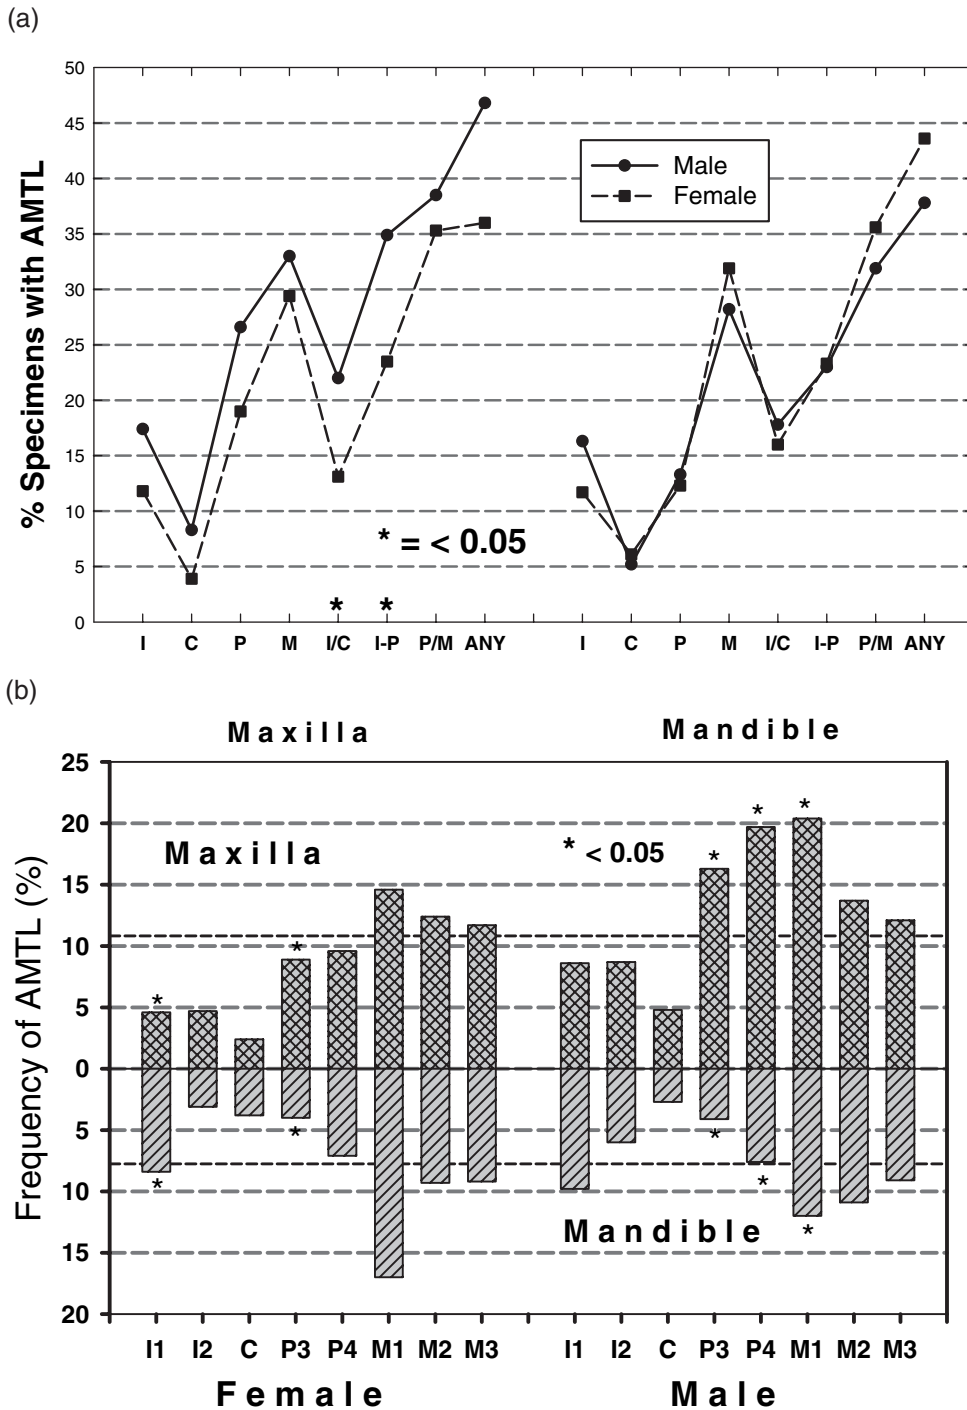 (a)
% Specimens with AMTL
50
45
40
35
30
25
20
15
10
5
0
Male
Female
* = < 0.05
* *
I C P M I/C I-P P/M ANY I C P M I/C I-P P/M ANY
(b)
Maxilla Mandible
Frequency of AMTL (%)
25
20
15
10
5
0
5
10
15
20
Maxilla
* < 0.05
* * * * *
* * * * *
Mandible
I1 I2 C P3 P4 M1 M2 M3 I1 I2 C P3 P4 M1 M2 M3
Female Male